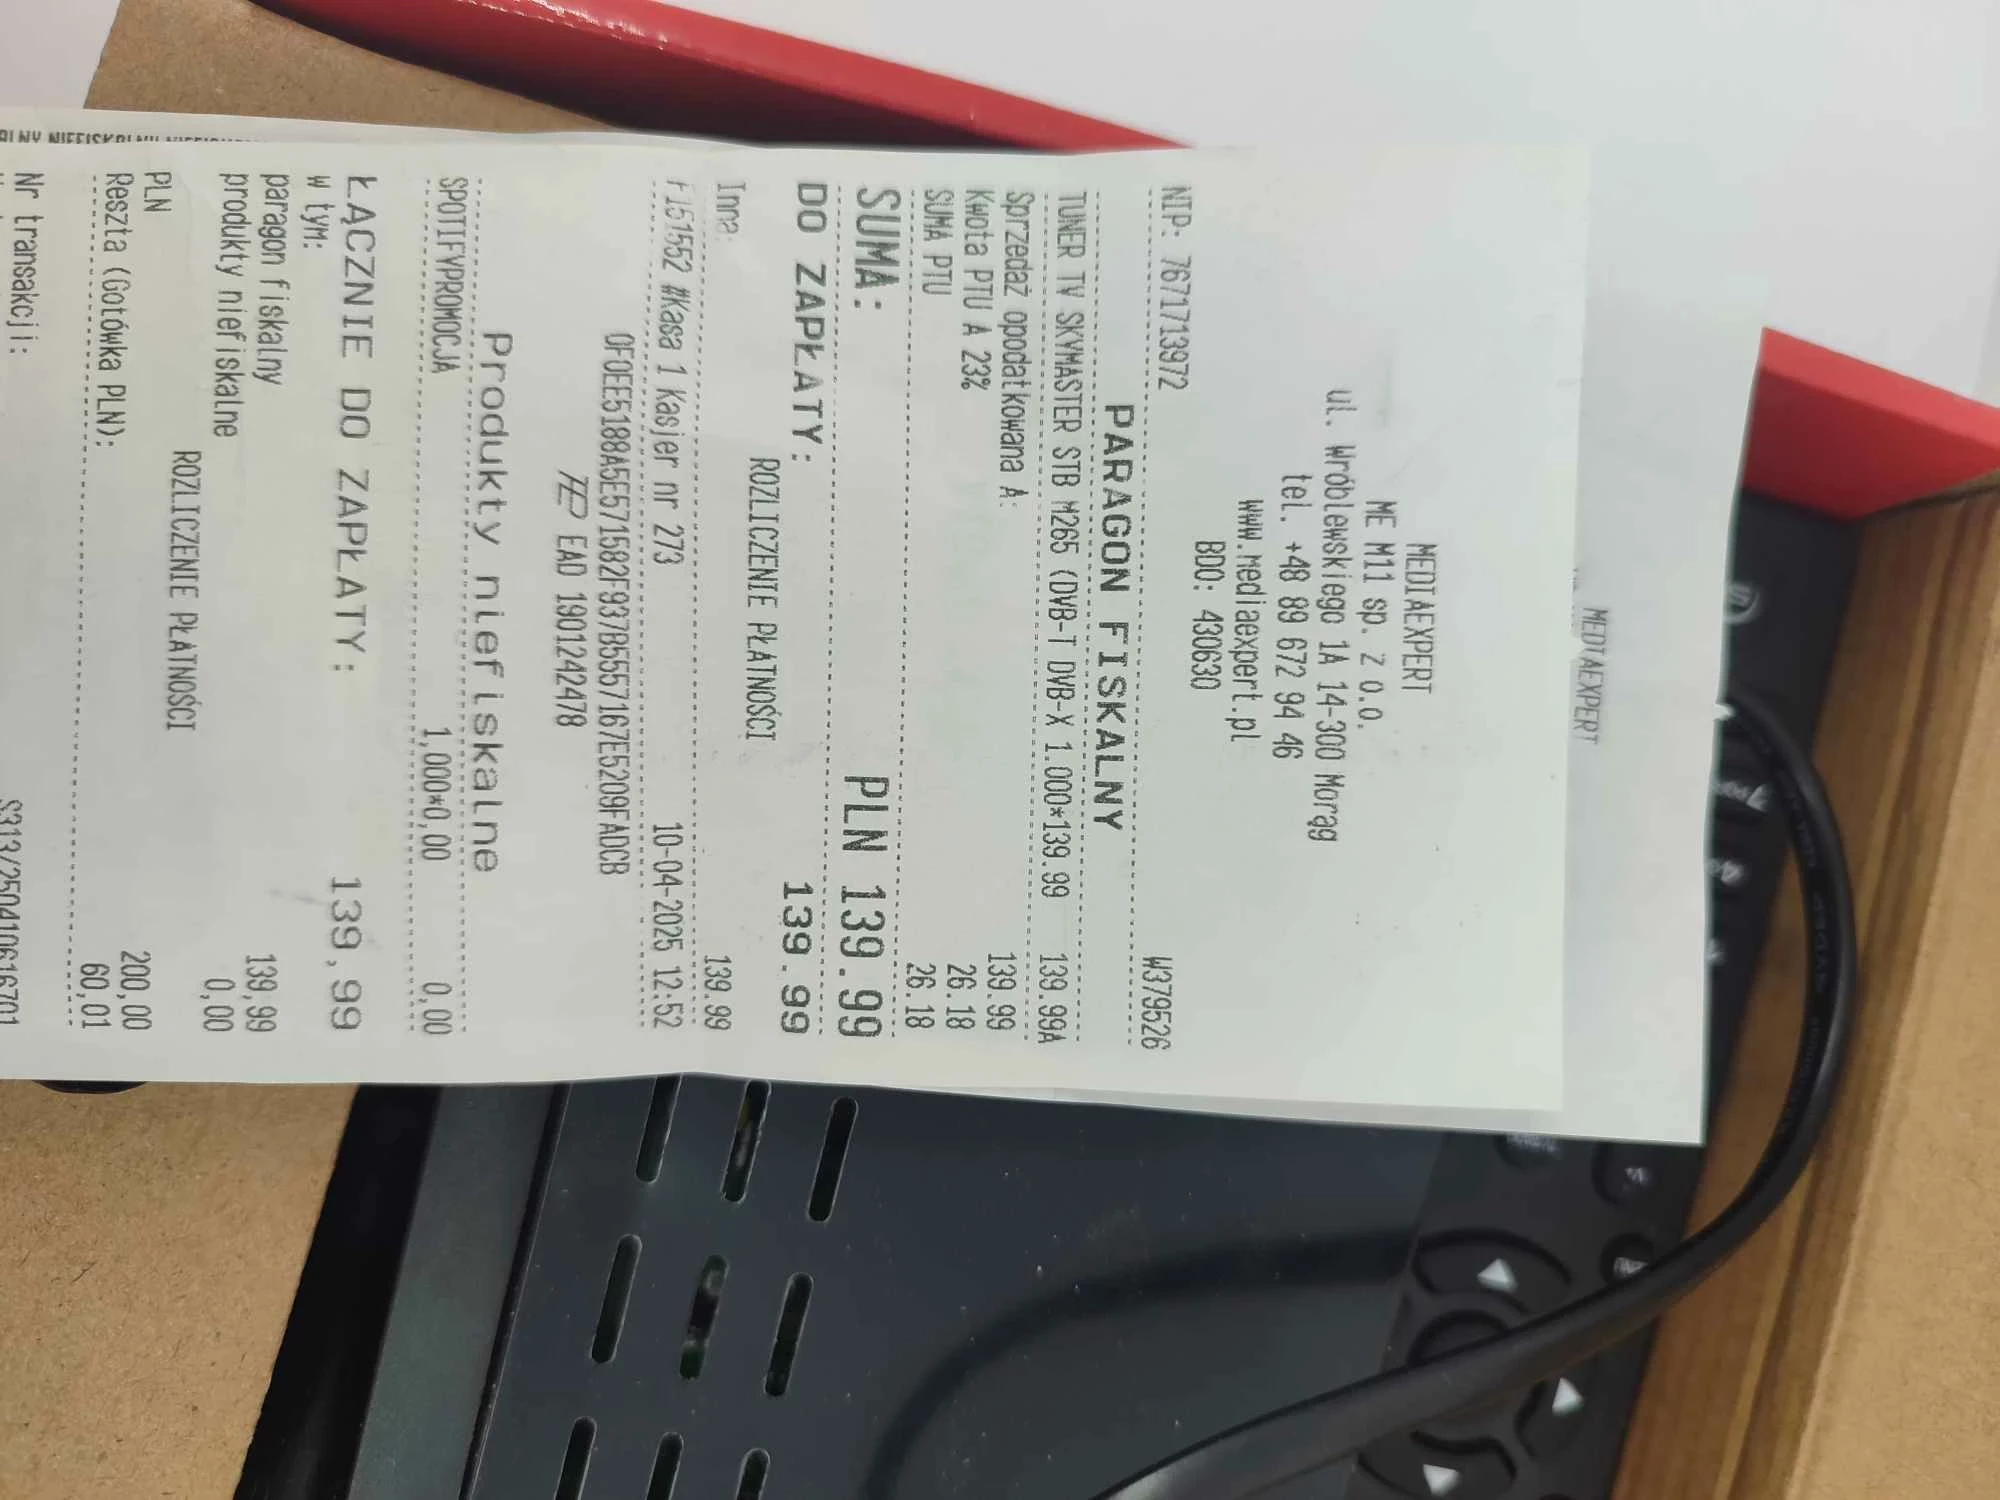 MEDIAEXPERT
MEDIAEXPERT
ME M11 sp. z o.o.
ul. Wróblewskiego 1A 14-300 Morąg
tel. +48 89 672 94 46
www.mediaexpert.pl
BDO: 430630
NIP: 7671713972 W379526
PARAGON FISKALNY
TUNER TV SKYMASTER STB M265 (DVB-T DVB-X 1.000*139.99 139.99A
Sprzedaż opodatkowana A: 139.99
Kwota PTU A 23% 26.18
SUMA PTU 26.18
SUMA: PLN 139.99
DO ZAPŁATY: 139.99
ROZLICZENIE PŁATNOŚCI
Inna: 139.99
F151552 #Kasa 1 Kasjer nr 273 10-04-2025 12:52
0F0EE5188A5E571582F937B5557167E5209FADCB
EAD 1901242478
Produkty niefiskalne
SPOTIFYPROMOCJA 1,000*0,00 0,00
ŁĄCZNIE DO ZAPŁATY: 139,99
w tym:
paragon fiskalny 139,99
produkty niefiskalne 0,00
ROZLICZENIE PŁATNOŚCI
PLN 200,00
Reszta (Gotówka PLN): 60,01
Nr transakcji: S313/250410616701